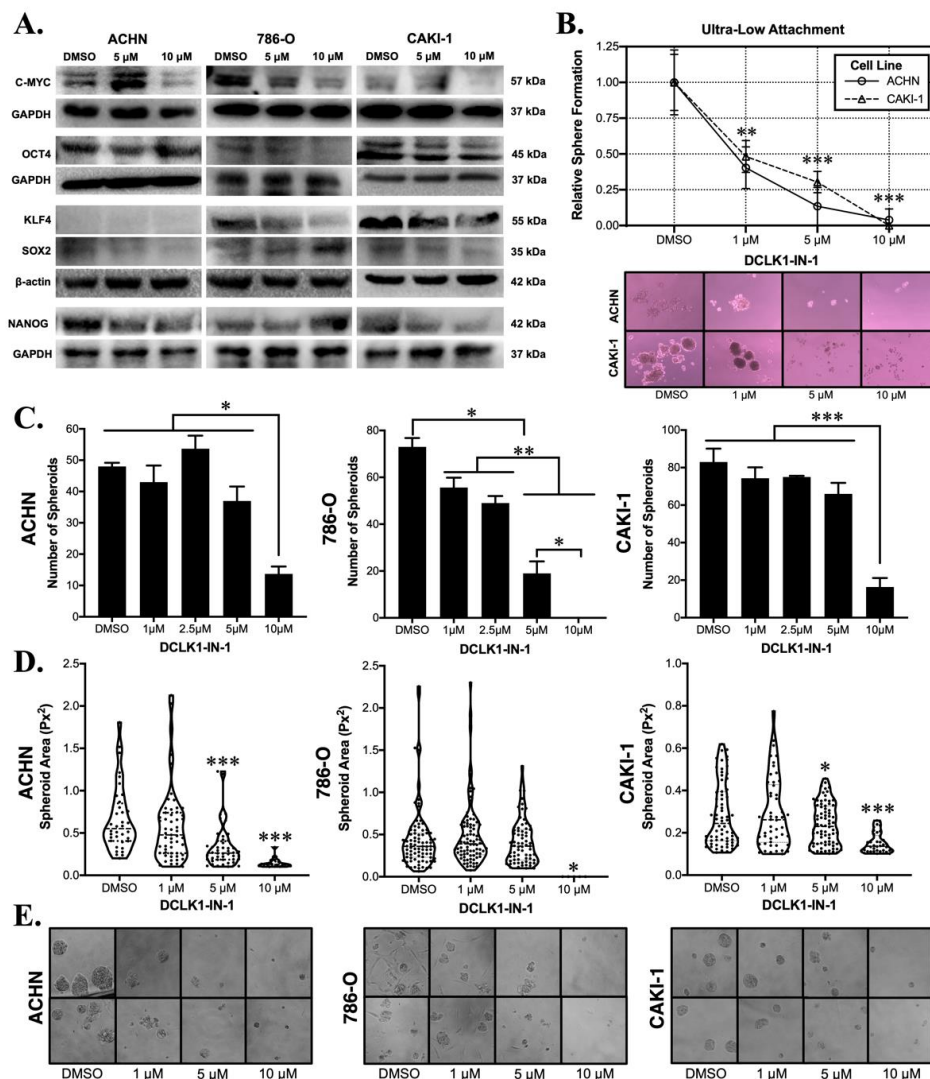 A.
ACHN 786-O CAKI-1
DMSO 5 µM 10 µM DMSO 5 µM 10 µM DMSO 5 µM 10 µM
C-MYC 57 kDa
GAPDH 37 kDa
OCT4 45 kDa
GAPDH 37 kDa
KLF4 55 kDa
SOX2 35 kDa
β-actin 42 kDa
NANOG 42 kDa
GAPDH 37 kDa
B.
Ultra-Low Attachment
Relative Sphere Formation
1.25
1.00
0.75
0.50
0.25
0.00
Cell Line
ACHN
CAKI-1
** *** ***
DMSO 1 µM 5 µM 10 µM
DCLK1-IN-1
ACHN
CAKI-1
DMSO 1 µM 5 µM 10 µM
C.
ACHN
Number of Spheroids
60
50
40
30
20
10
0
*
DMSO 1µM 2.5µM 5µM 10µM
DCLK1-IN-1
786-O
Number of Spheroids
80
60
40
20
0
*
**
*
DMSO 1µM 2.5µM 5µM 10µM
DCLK1-IN-1
CAKI-1
Number of Spheroids
100
80
60
40
20
0
***
DMSO 1µM 2.5µM 5µM 10µM
DCLK1-IN-1
D.
ACHN
Spheroid Area (Px²)
2.5
2.0
1.5
1.0
0.5
0.0
*** ***
DMSO 1 µM 5 µM 10 µM
DCLK1-IN-1
786-O
Spheroid Area (Px²)
2.5
2.0
1.5
1.0
0.5
0.0
*
DMSO 1 µM 5 µM 10 µM
DCLK1-IN-1
CAKI-1
Spheroid Area (Px²)
1.0
0.8
0.6
0.4
0.2
0.0
* ***
DMSO 1 µM 5 µM 10 µM
DCLK1-IN-1
E.
ACHN
DMSO 1 µM 5 µM 10 µM
786-O
DMSO 1 µM 5 µM 10 µM
CAKI-1
DMSO 1 µM 5 µM 10 µM